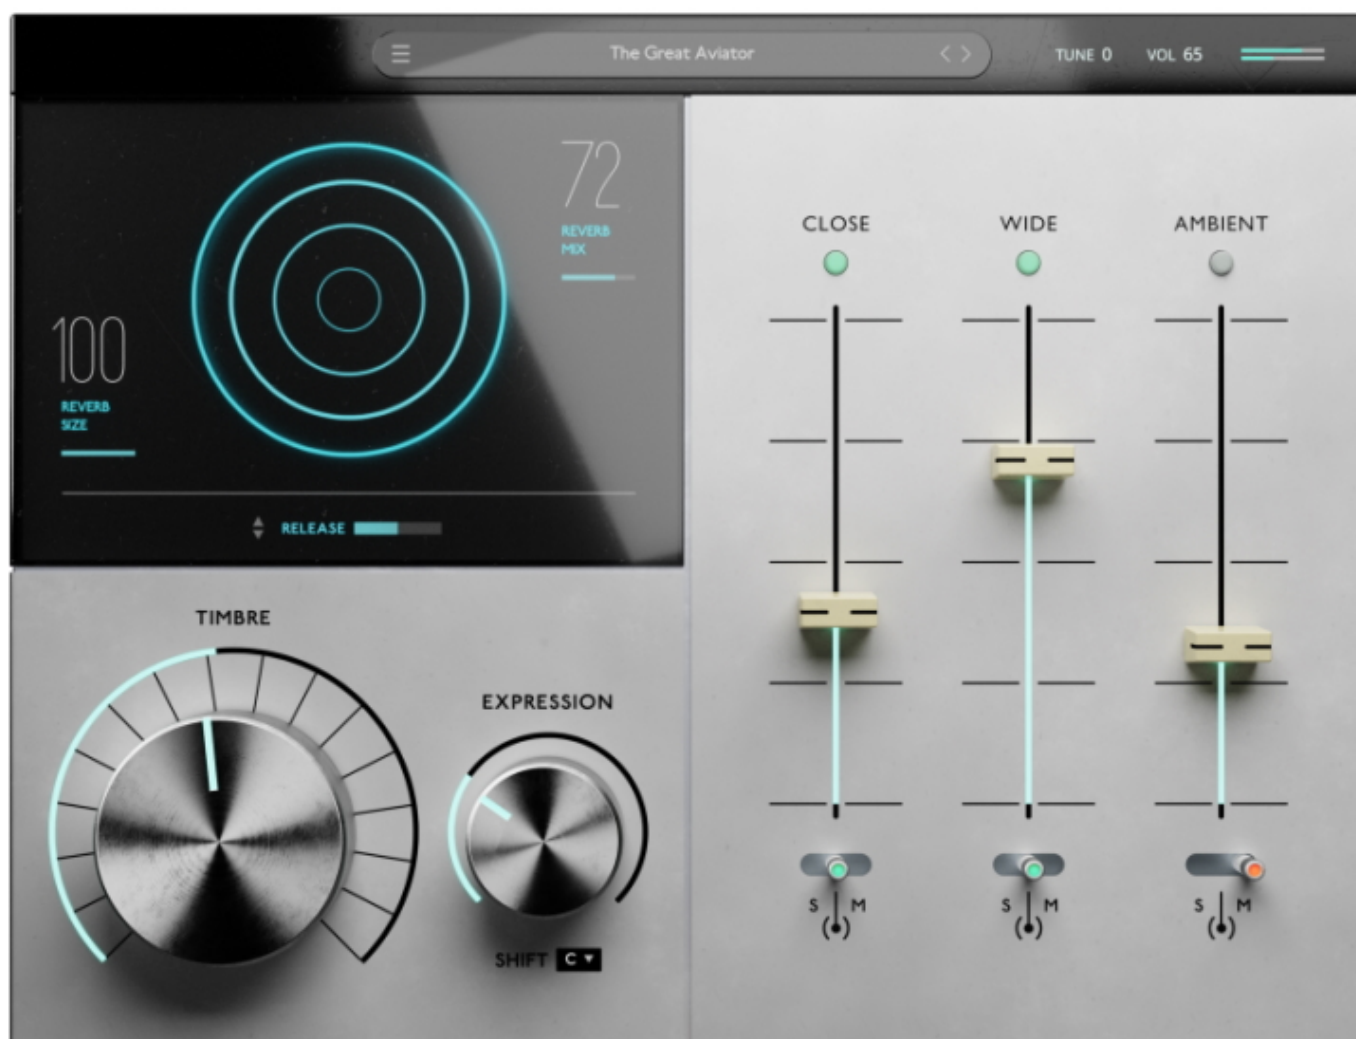 The Great Aviator
TUNE 0
VOL 65
72
REVERB
MIX
100
REVERB
SIZE
RELEASE
TIMBRE
EXPRESSION
SHIFT C
CLOSE
WIDE
AMBIENT
S M
S M
S M